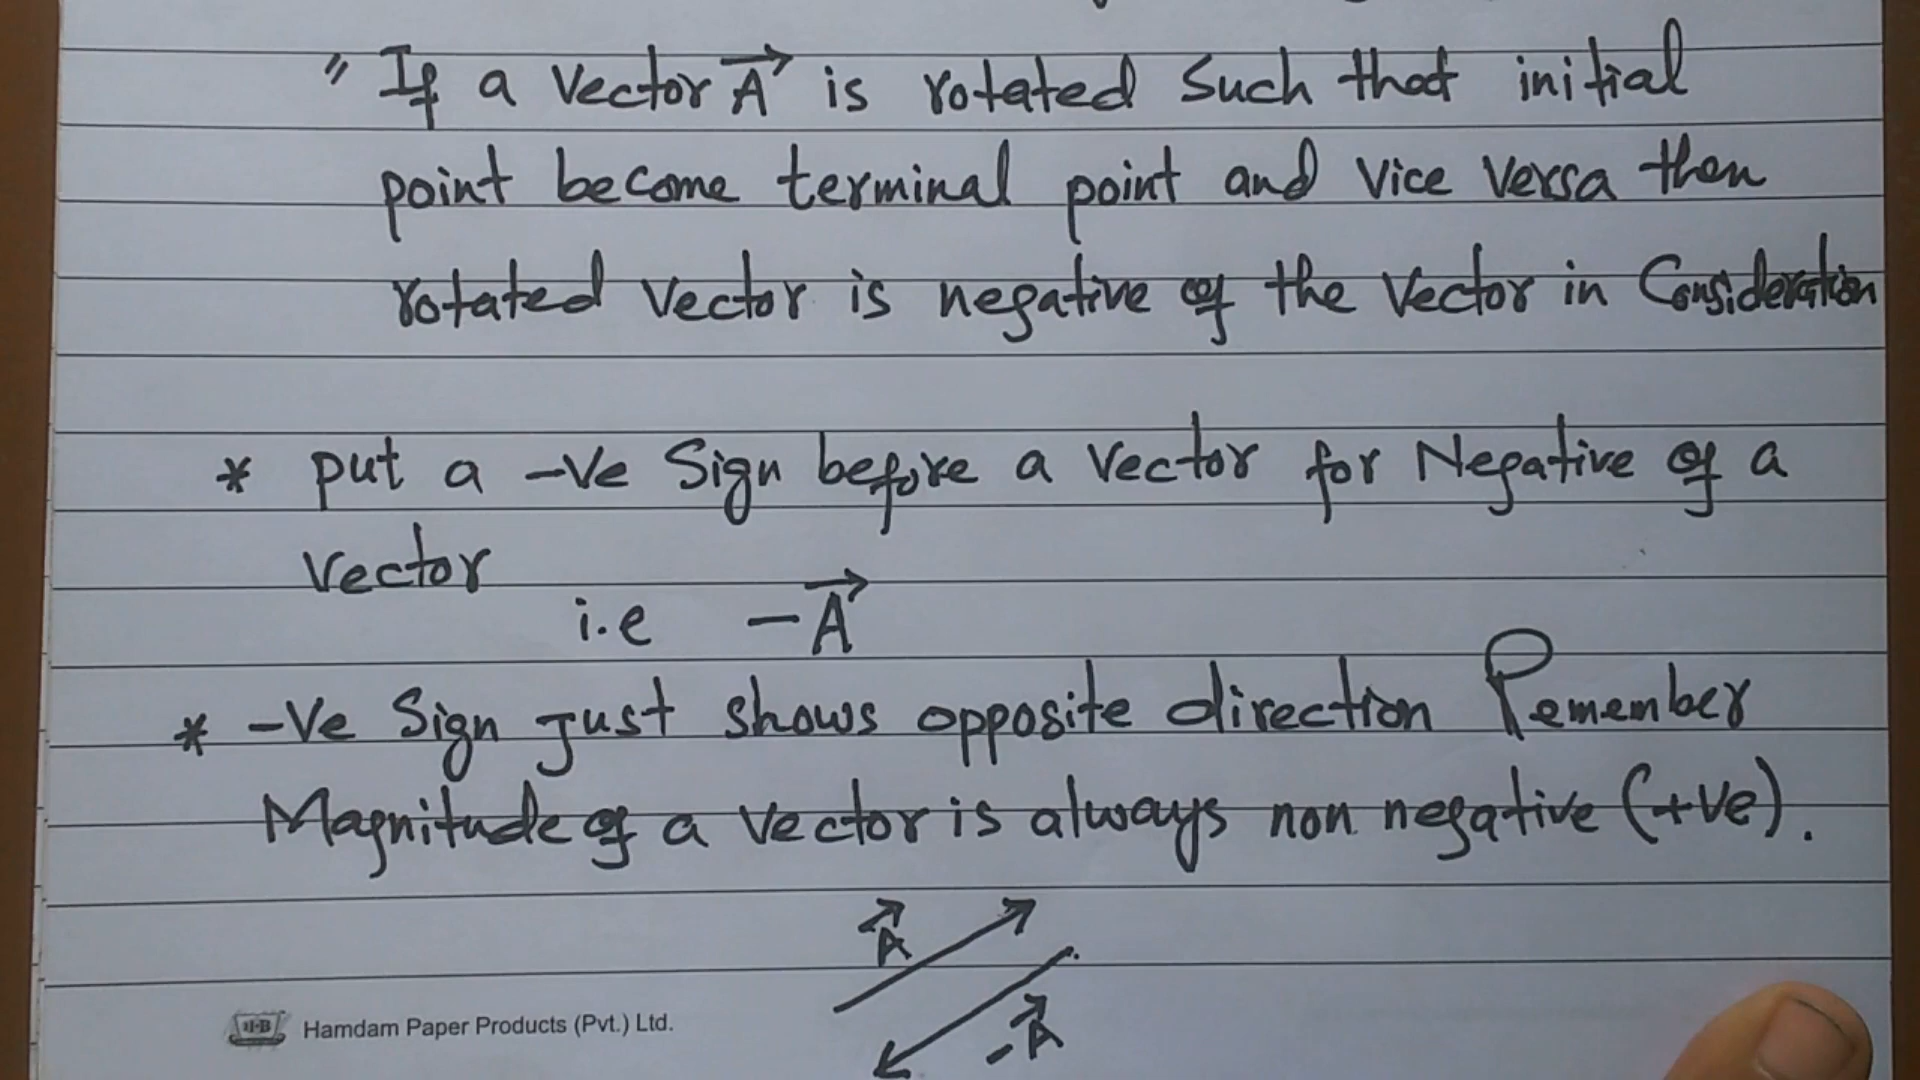 " If a vector A⃗ is rotated such that initial
point become terminal point and vice versa then
rotated vector is negative of the vector in Consideration
* put a -ve Sign before a vector for Negative of a
vector
i.e -A⃗
* -Ve Sign just shows opposite direction Remember
Magnitude of a vector is always non negative (+ve).
A⃗
-A⃗
H-B Hamdam Paper Products (Pvt.) Ltd.